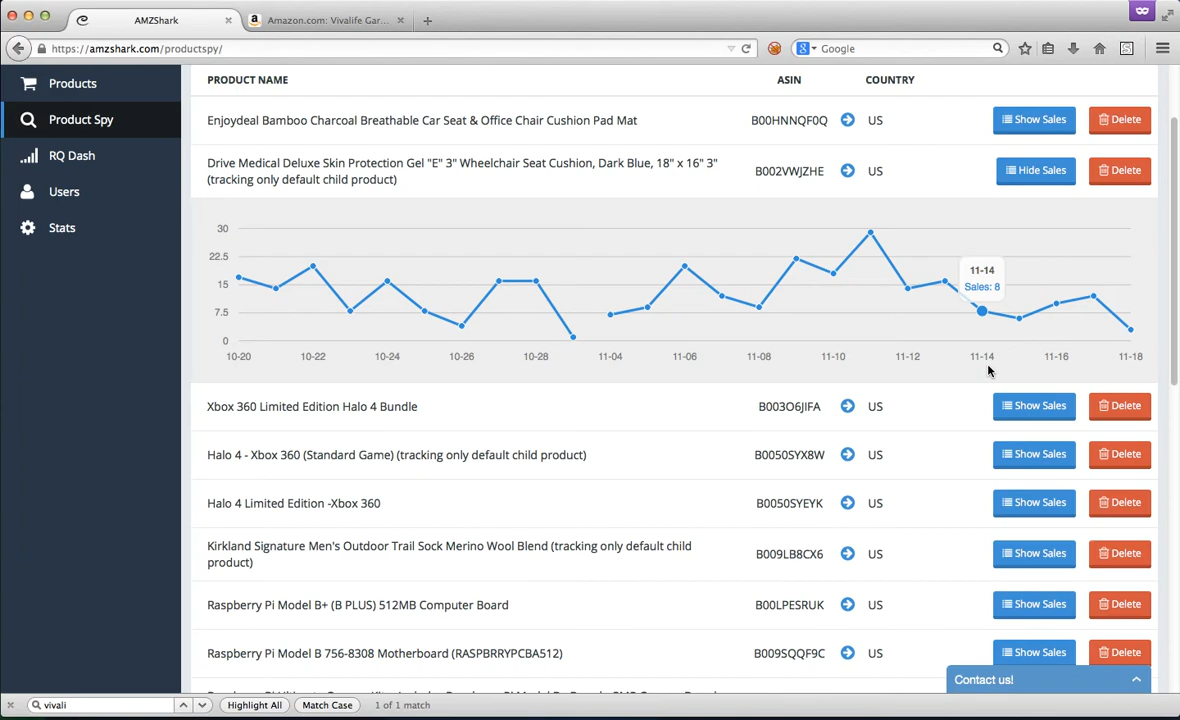 AMZShark
Amazon.com: Vivalife Gar...
https://amzshark.com/productspy/
Google
Products
Product Spy
RQ Dash
Users
Stats
PRODUCT NAME ASIN COUNTRY
Enjoydeal Bamboo Charcoal Breathable Car Seat & Office Chair Cushion Pad Mat B00HNNQF0Q US Show Sales Delete
Drive Medical Deluxe Skin Protection Gel "E" 3" Wheelchair Seat Cushion, Dark Blue, 18" x 16" 3"
(tracking only default child product) B002VWJZHE US Hide Sales Delete
30
22.5
15
7.5
0
11-14
Sales: 8
10-20 10-22 10-24 10-26 10-28 11-04 11-06 11-08 11-10 11-12 11-14 11-16 11-18
Xbox 360 Limited Edition Halo 4 Bundle B003O6JIFA US Show Sales Delete
Halo 4 - Xbox 360 (Standard Game) (tracking only default child product) B0050SYX8W US Show Sales Delete
Halo 4 Limited Edition -Xbox 360 B0050SYEYK US Show Sales Delete
Kirkland Signature Men's Outdoor Trail Sock Merino Wool Blend (tracking only default child
product) B009LB8CX6 US Show Sales Delete
Raspberry Pi Model B+ (B PLUS) 512MB Computer Board B00LPESRUK US Show Sales Delete
Raspberry Pi Model B 756-8308 Motherboard (RASPBRRYPCBA512) B009SQQF9C US Show Sales Delete
Contact us!
vivali Highlight All Match Case 1 of 1 match